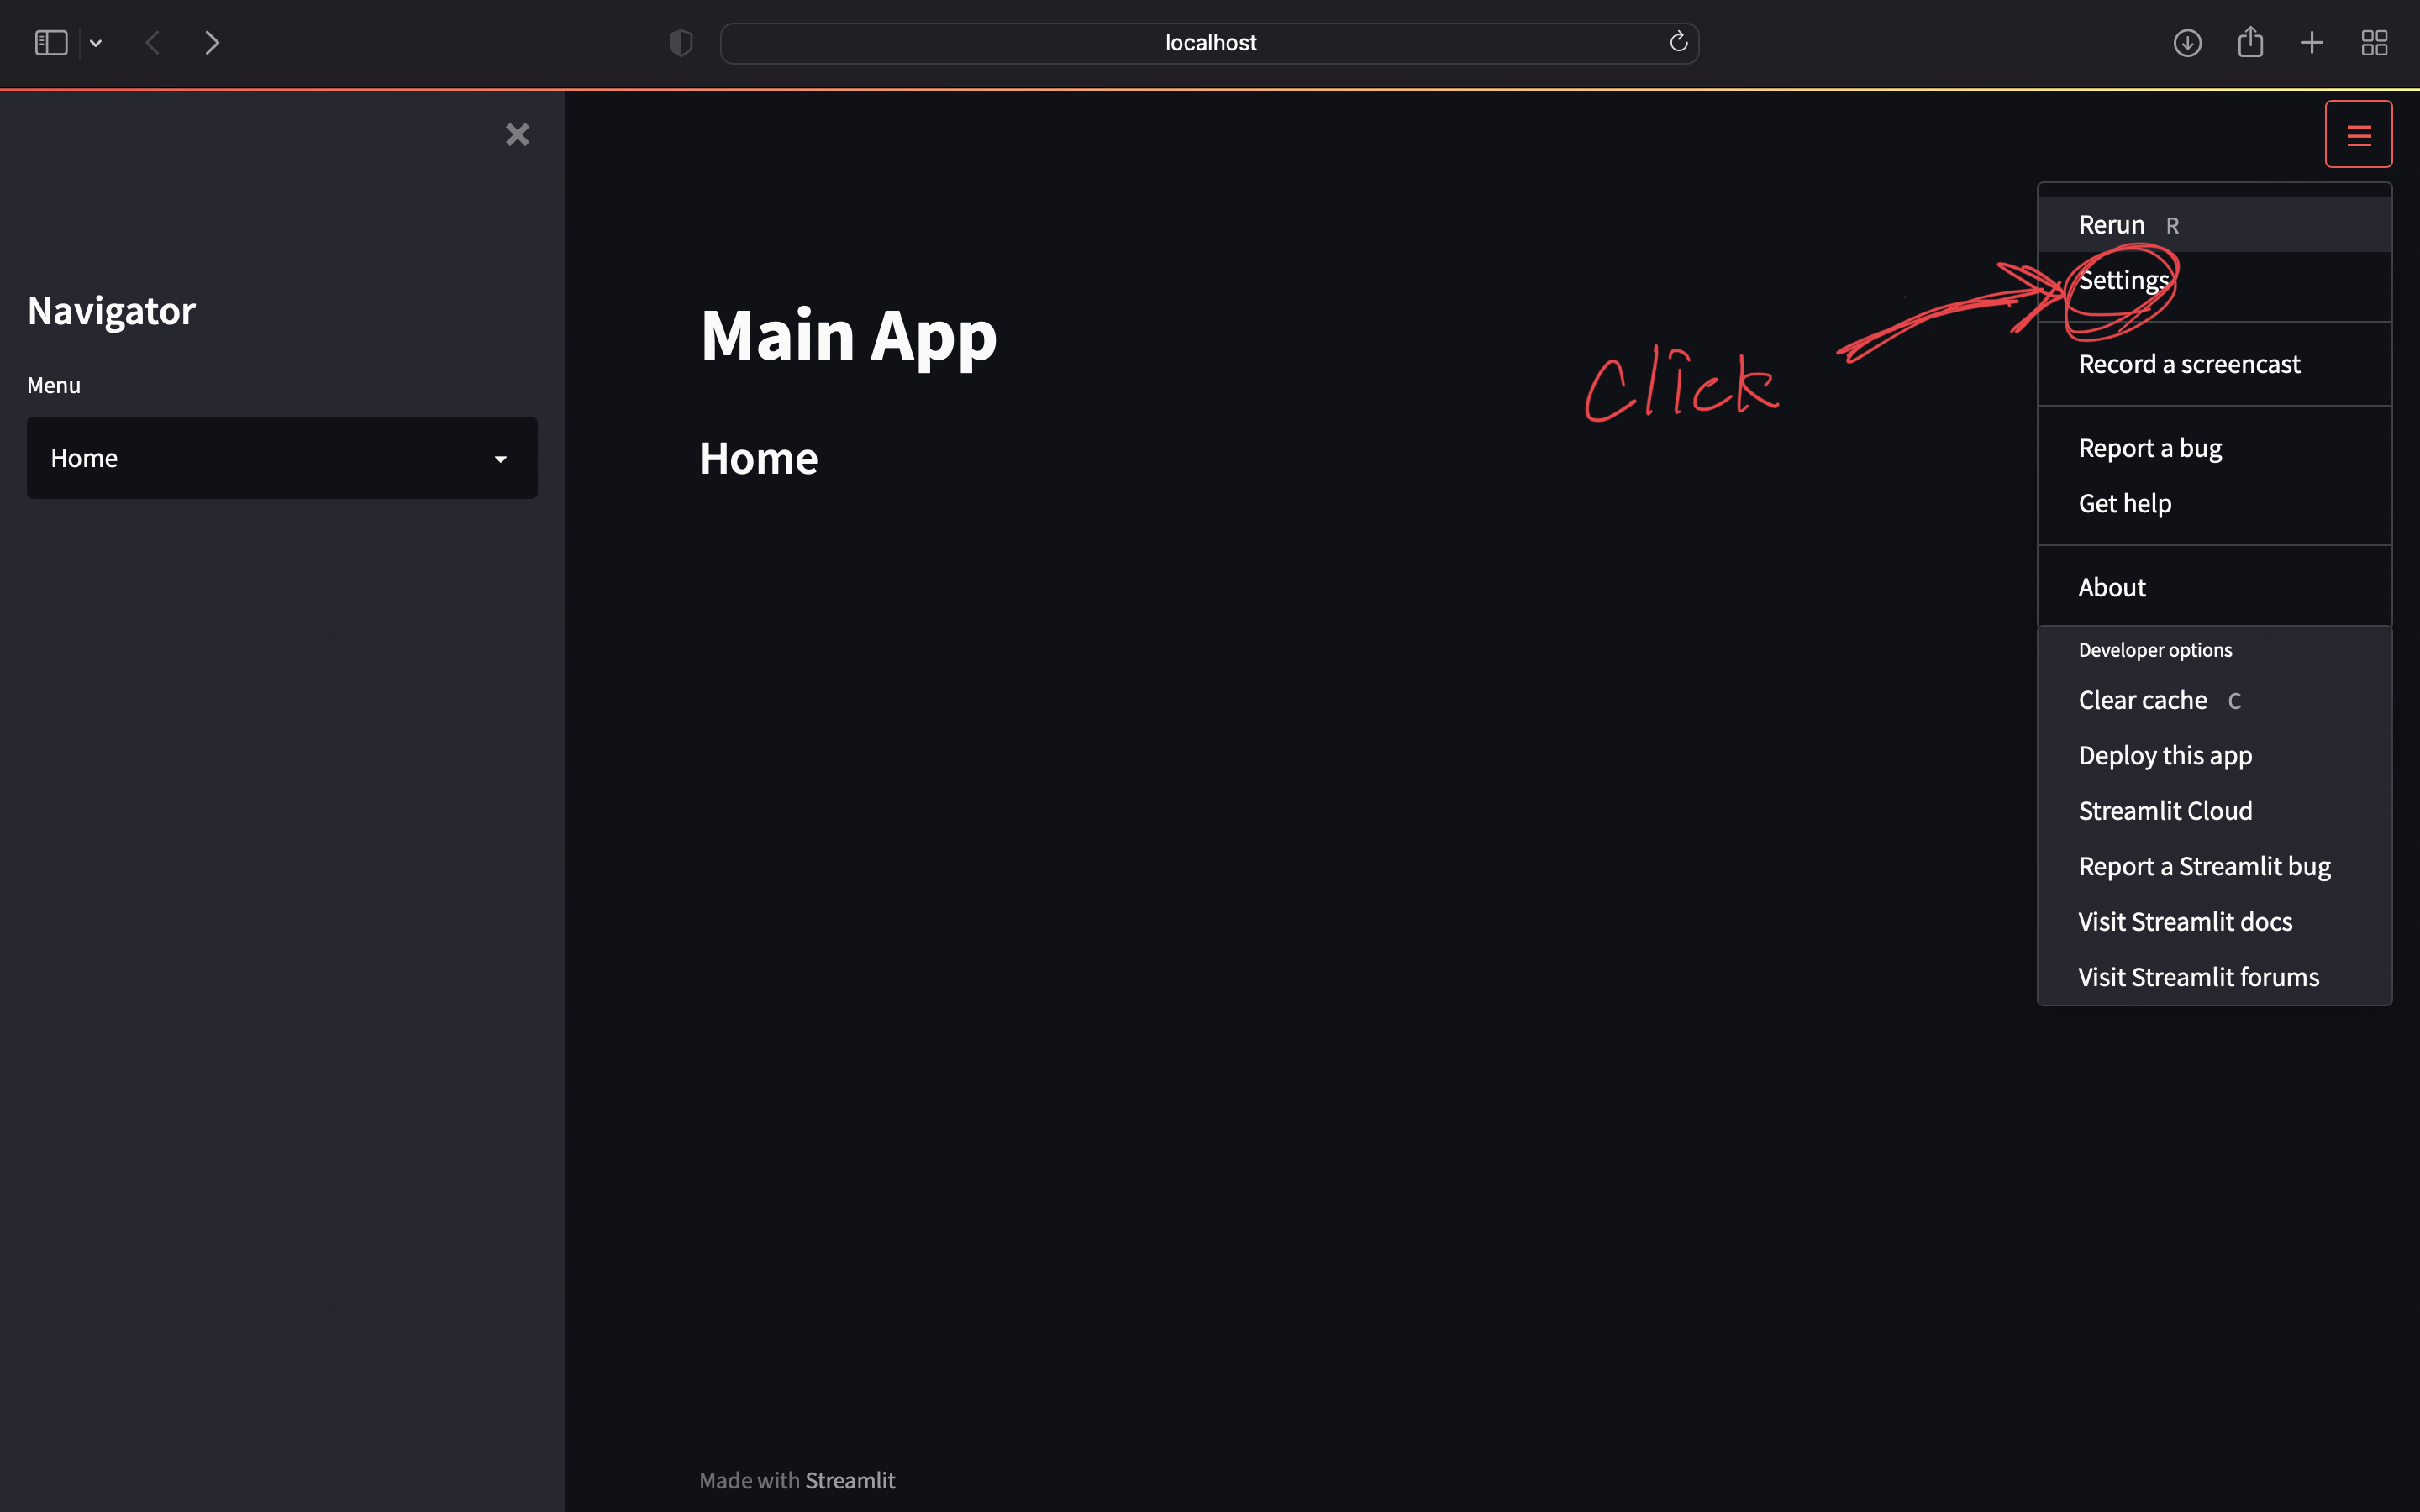 localhost
Navigator
Menu
Home
Main App
Home
Click
Rerun R
Settings
Record a screencast
Report a bug
Get help
About
Developer options
Clear cache C
Deploy this app
Streamlit Cloud
Report a Streamlit bug
Visit Streamlit docs
Visit Streamlit forums
Made with Streamlit